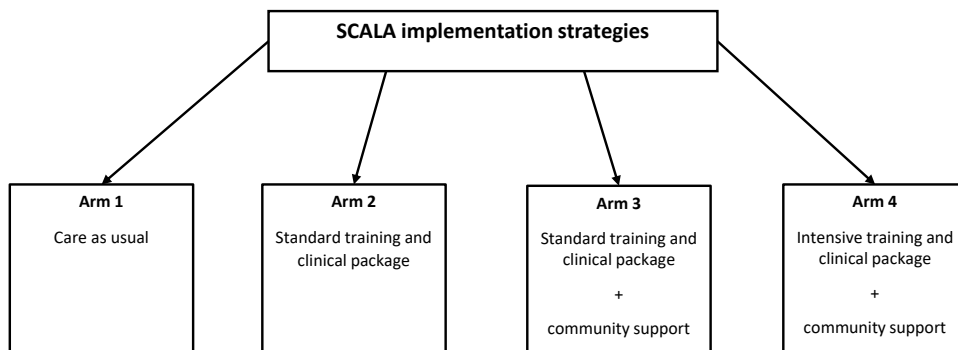 SCALA implementation strategies
Arm 1
Care as usual
Arm 2
Standard training and
clinical package
Arm 3
Standard training and
clinical package
+
community support
Arm 4
Intensive training and
clinical package
+
community support